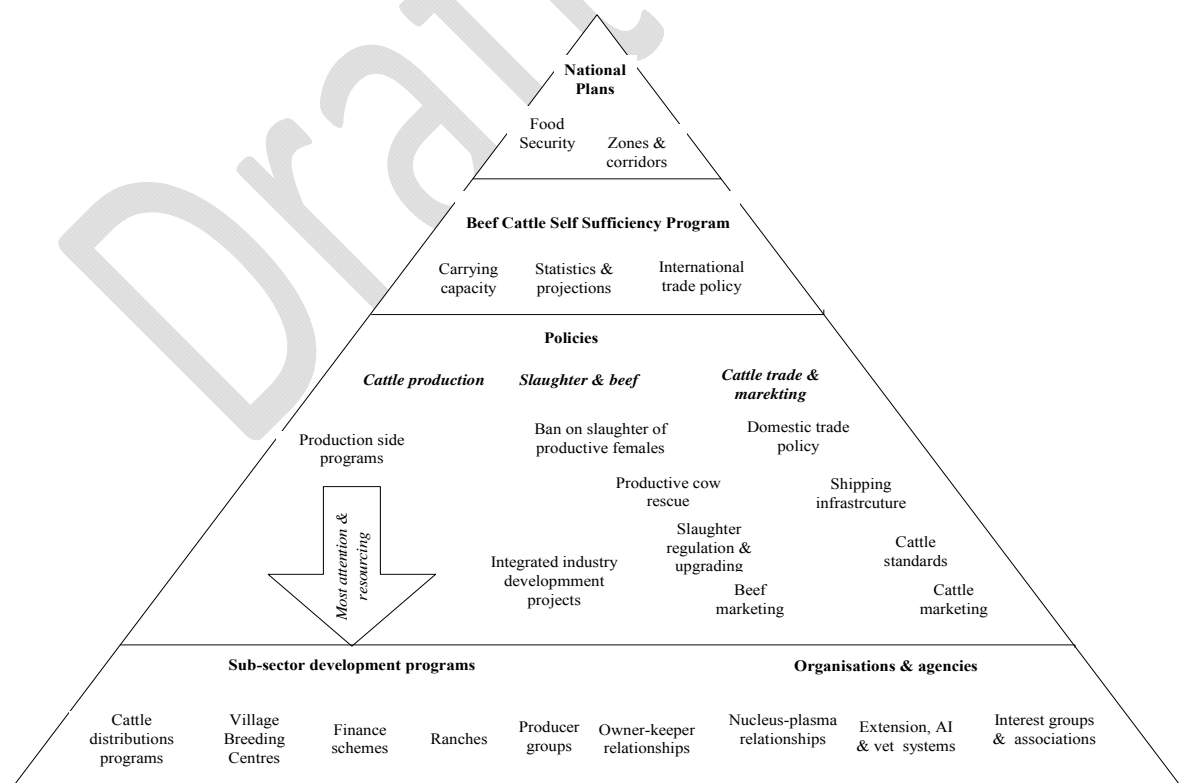 Draft
National
Plans
Food
Security
Zones &
corridors
Beef Cattle Self Sufficiency Program
Carrying
capacity
Statistics &
projections
International
trade policy
Policies
Cattle production
Slaughter & beef
Cattle trade &
marekting
Production side
programs
Ban on slaughter of
productive females
Domestic trade
policy
Productive cow
rescue
Shipping
infrastrcuture
Most attention &
resourcing
Integrated industry
developmment
projects
Slaughter
regulation &
upgrading
Cattle
standards
Beef
marketing
Cattle
marketing
Sub-sector development programs
Organisations & agencies
Cattle
distributions
programs
Village
Breeding
Centres
Finance
schemes
Ranches
Producer
groups
Owner-keeper
relationships
Nucleus-plasma
relationships
Extension, AI
& vet systems
Interest groups
& associations